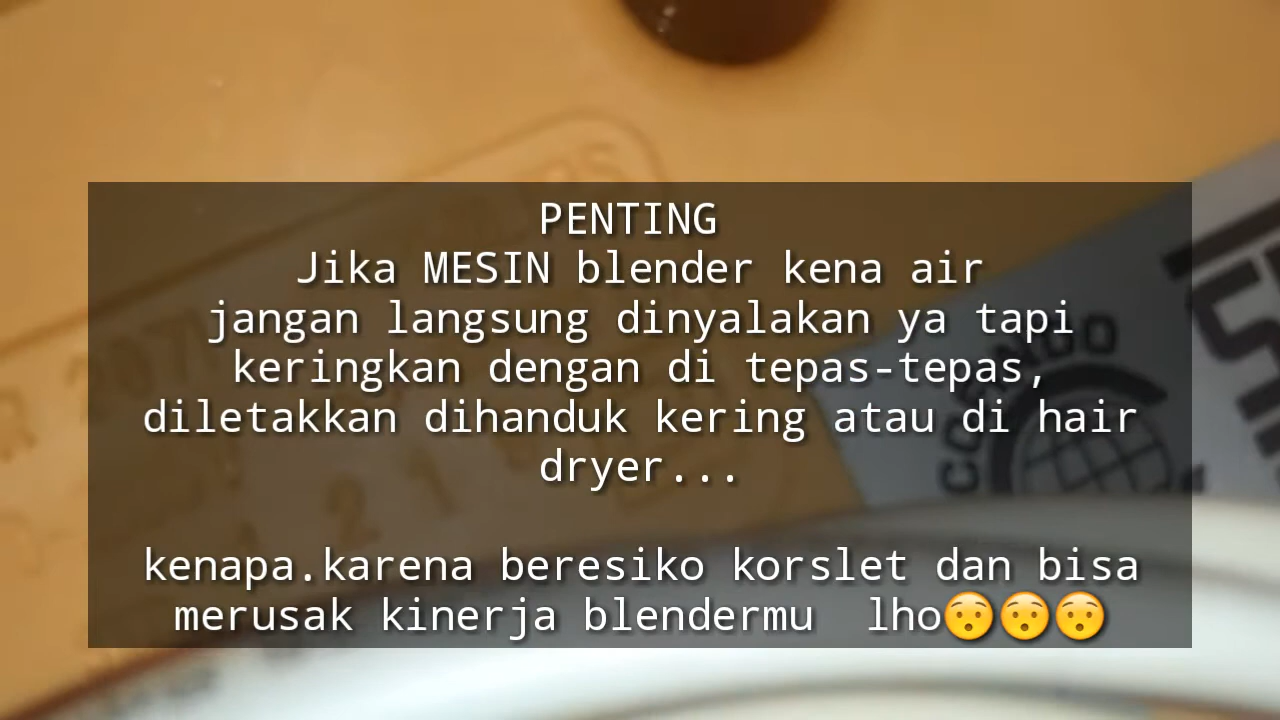 PENTING
Jika MESIN blender kena air
jangan langsung dinyalakan ya tapi
keringkan dengan di tepas-tepas,
diletakkan dihanduk kering atau di hair
dryer...
kenapa.karena beresiko korslet dan bisa
merusak kinerja blendermu lho😯😯😯